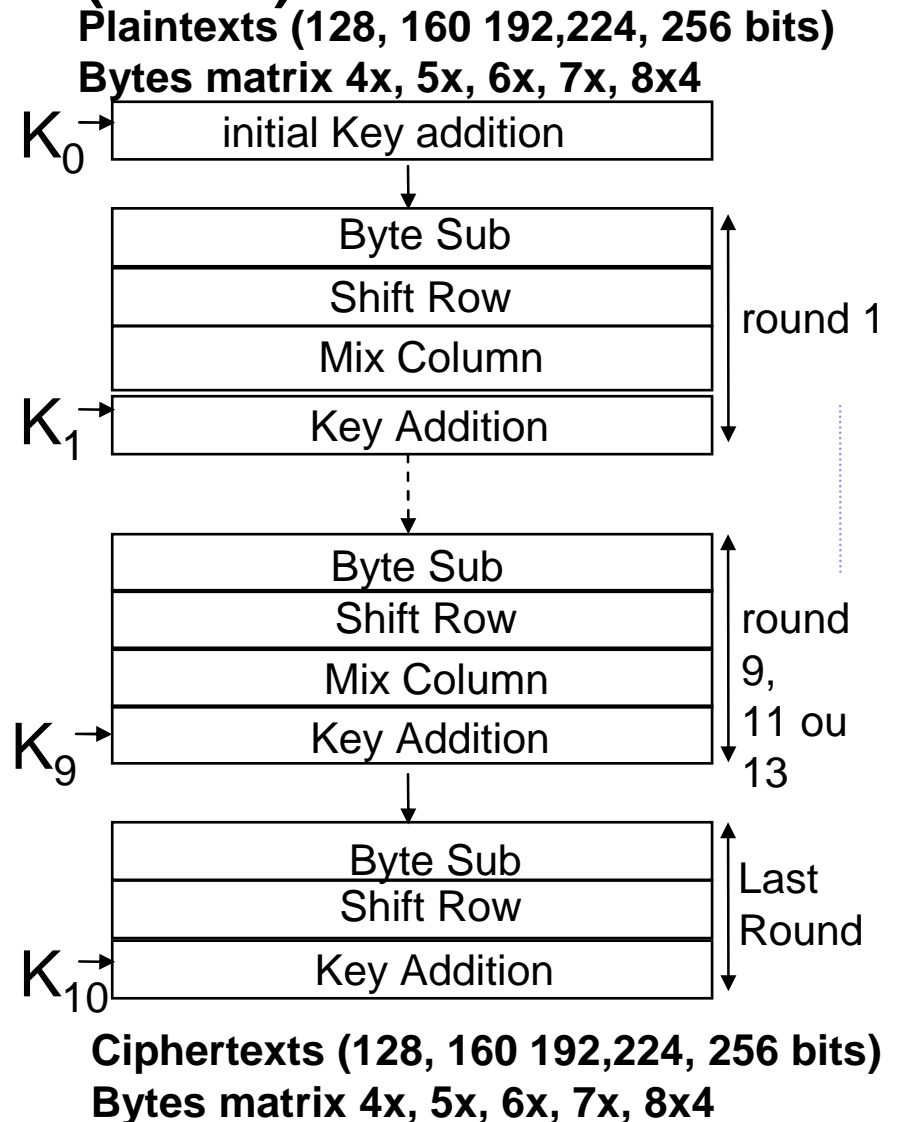 Plaintexts (128, 160 192,224, 256 bits)
Bytes matrix 4x, 5x, 6x, 7x, 8x4
K0
initial Key addition
Byte Sub
Shift Row
Mix Column
round 1
K1
Key Addition
Byte Sub
Shift Row
Mix Column
round
9,
11 ou
13
K9
Key Addition
Byte Sub
Shift Row
Last
Round
K10
Key Addition
Ciphertexts (128, 160 192,224, 256 bits)
Bytes matrix 4x, 5x, 6x, 7x, 8x4